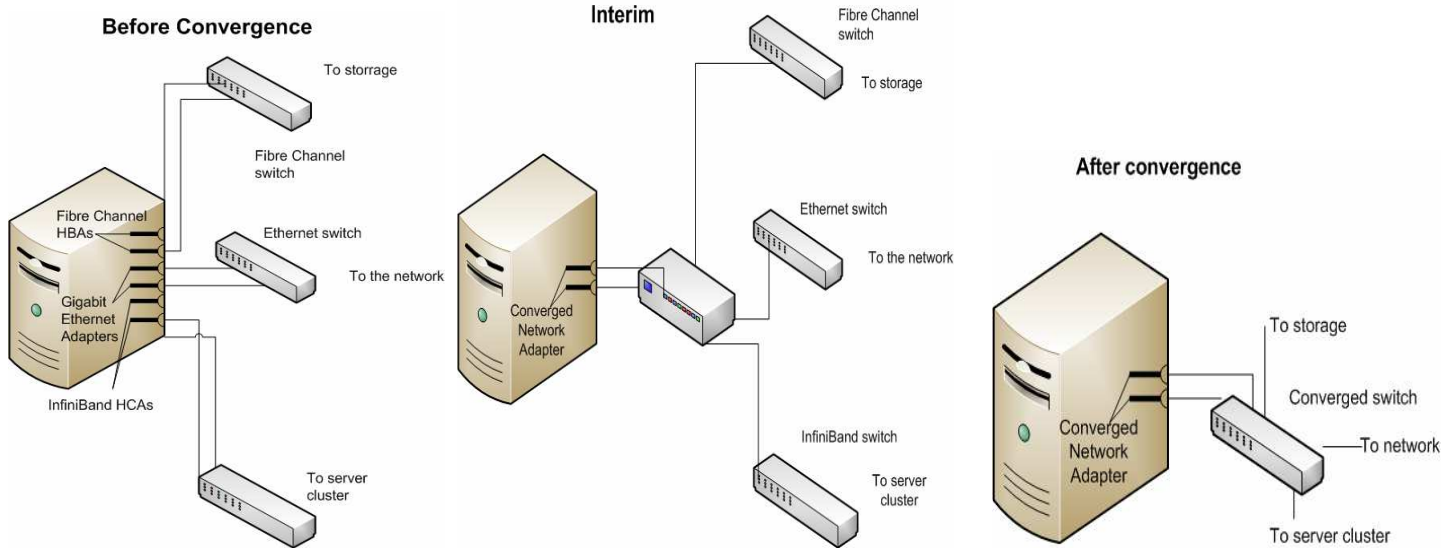 Before Convergence
To storrage
Fibre Channel
switch
Fibre Channel
HBAs
Ethernet switch
To the network
Gigabit
Ethernet
Adapters
InfiniBand HCAs
To server
cluster
Interim
Fibre Channel
switch
To storage
Ethernet switch
To the network
Converged
Network
Adapter
InfiniBand switch
To server
cluster
After convergence
To storage
Converged switch
Converged
Network
Adapter
To network
To server cluster